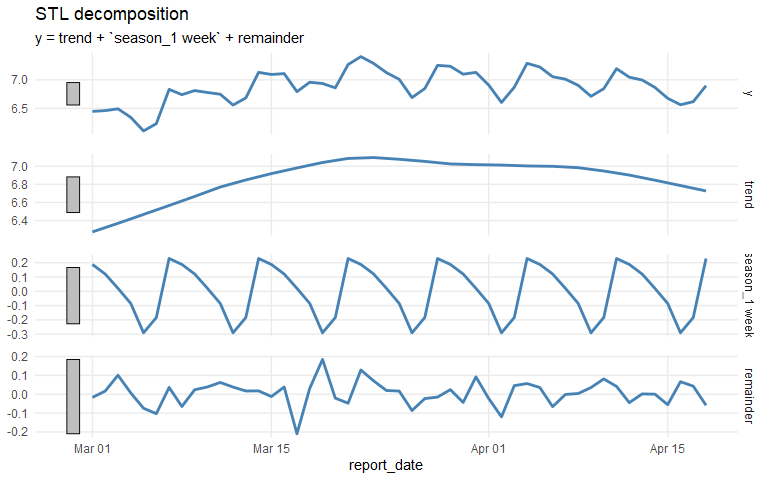 STL decomposition
y = trend + `season_1 week` + remainder
7.0
6.5
y
7.0
6.8
6.6
6.4
trend
0.2
0.1
0.0
-0.1
-0.2
-0.3
season_1 week
0.2
0.1
0.0
-0.1
-0.2
remainder
Mar 01
Mar 15
Apr 01
Apr 15
report_date